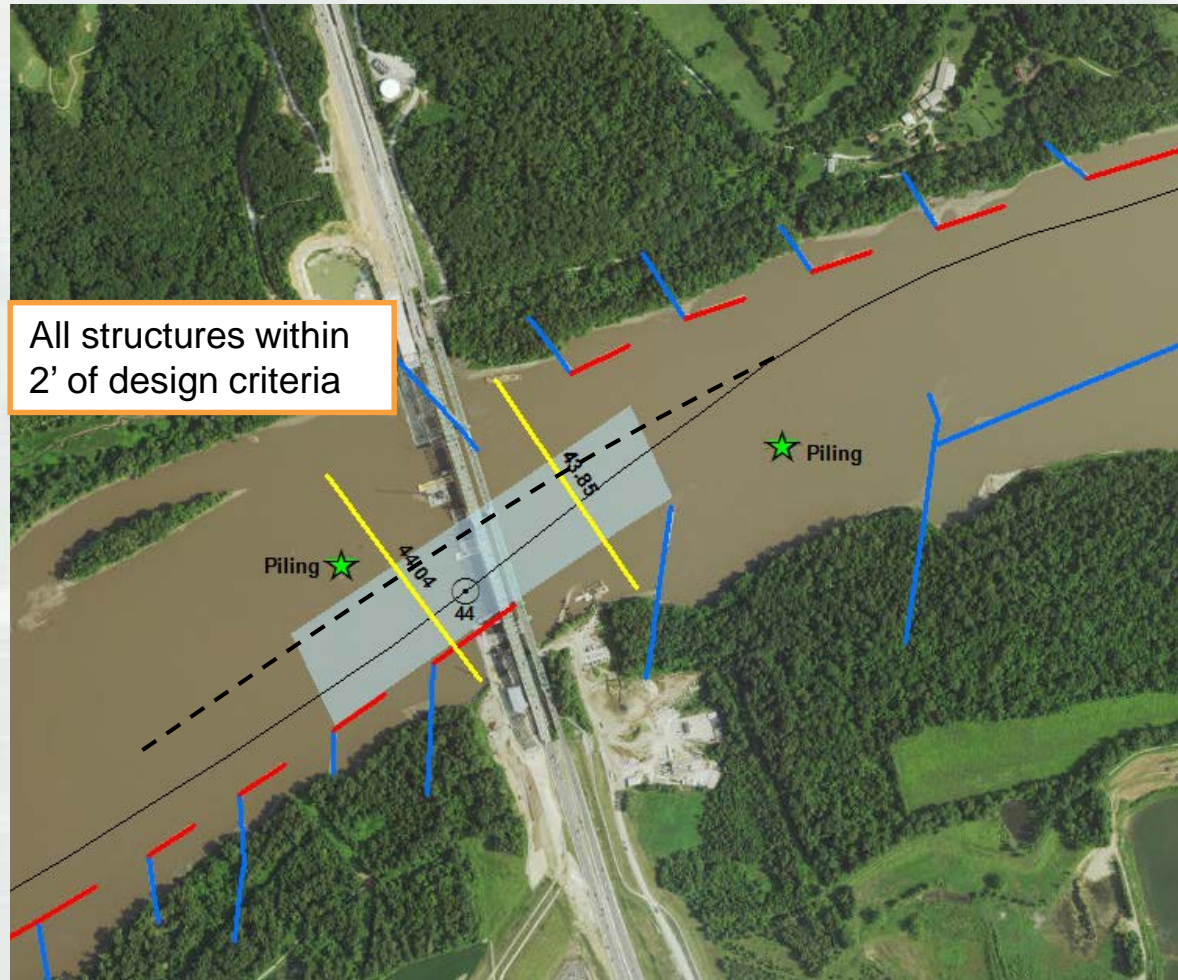 All structures within
2’ of design criteria
43.85
Piling
44.04
Piling
44